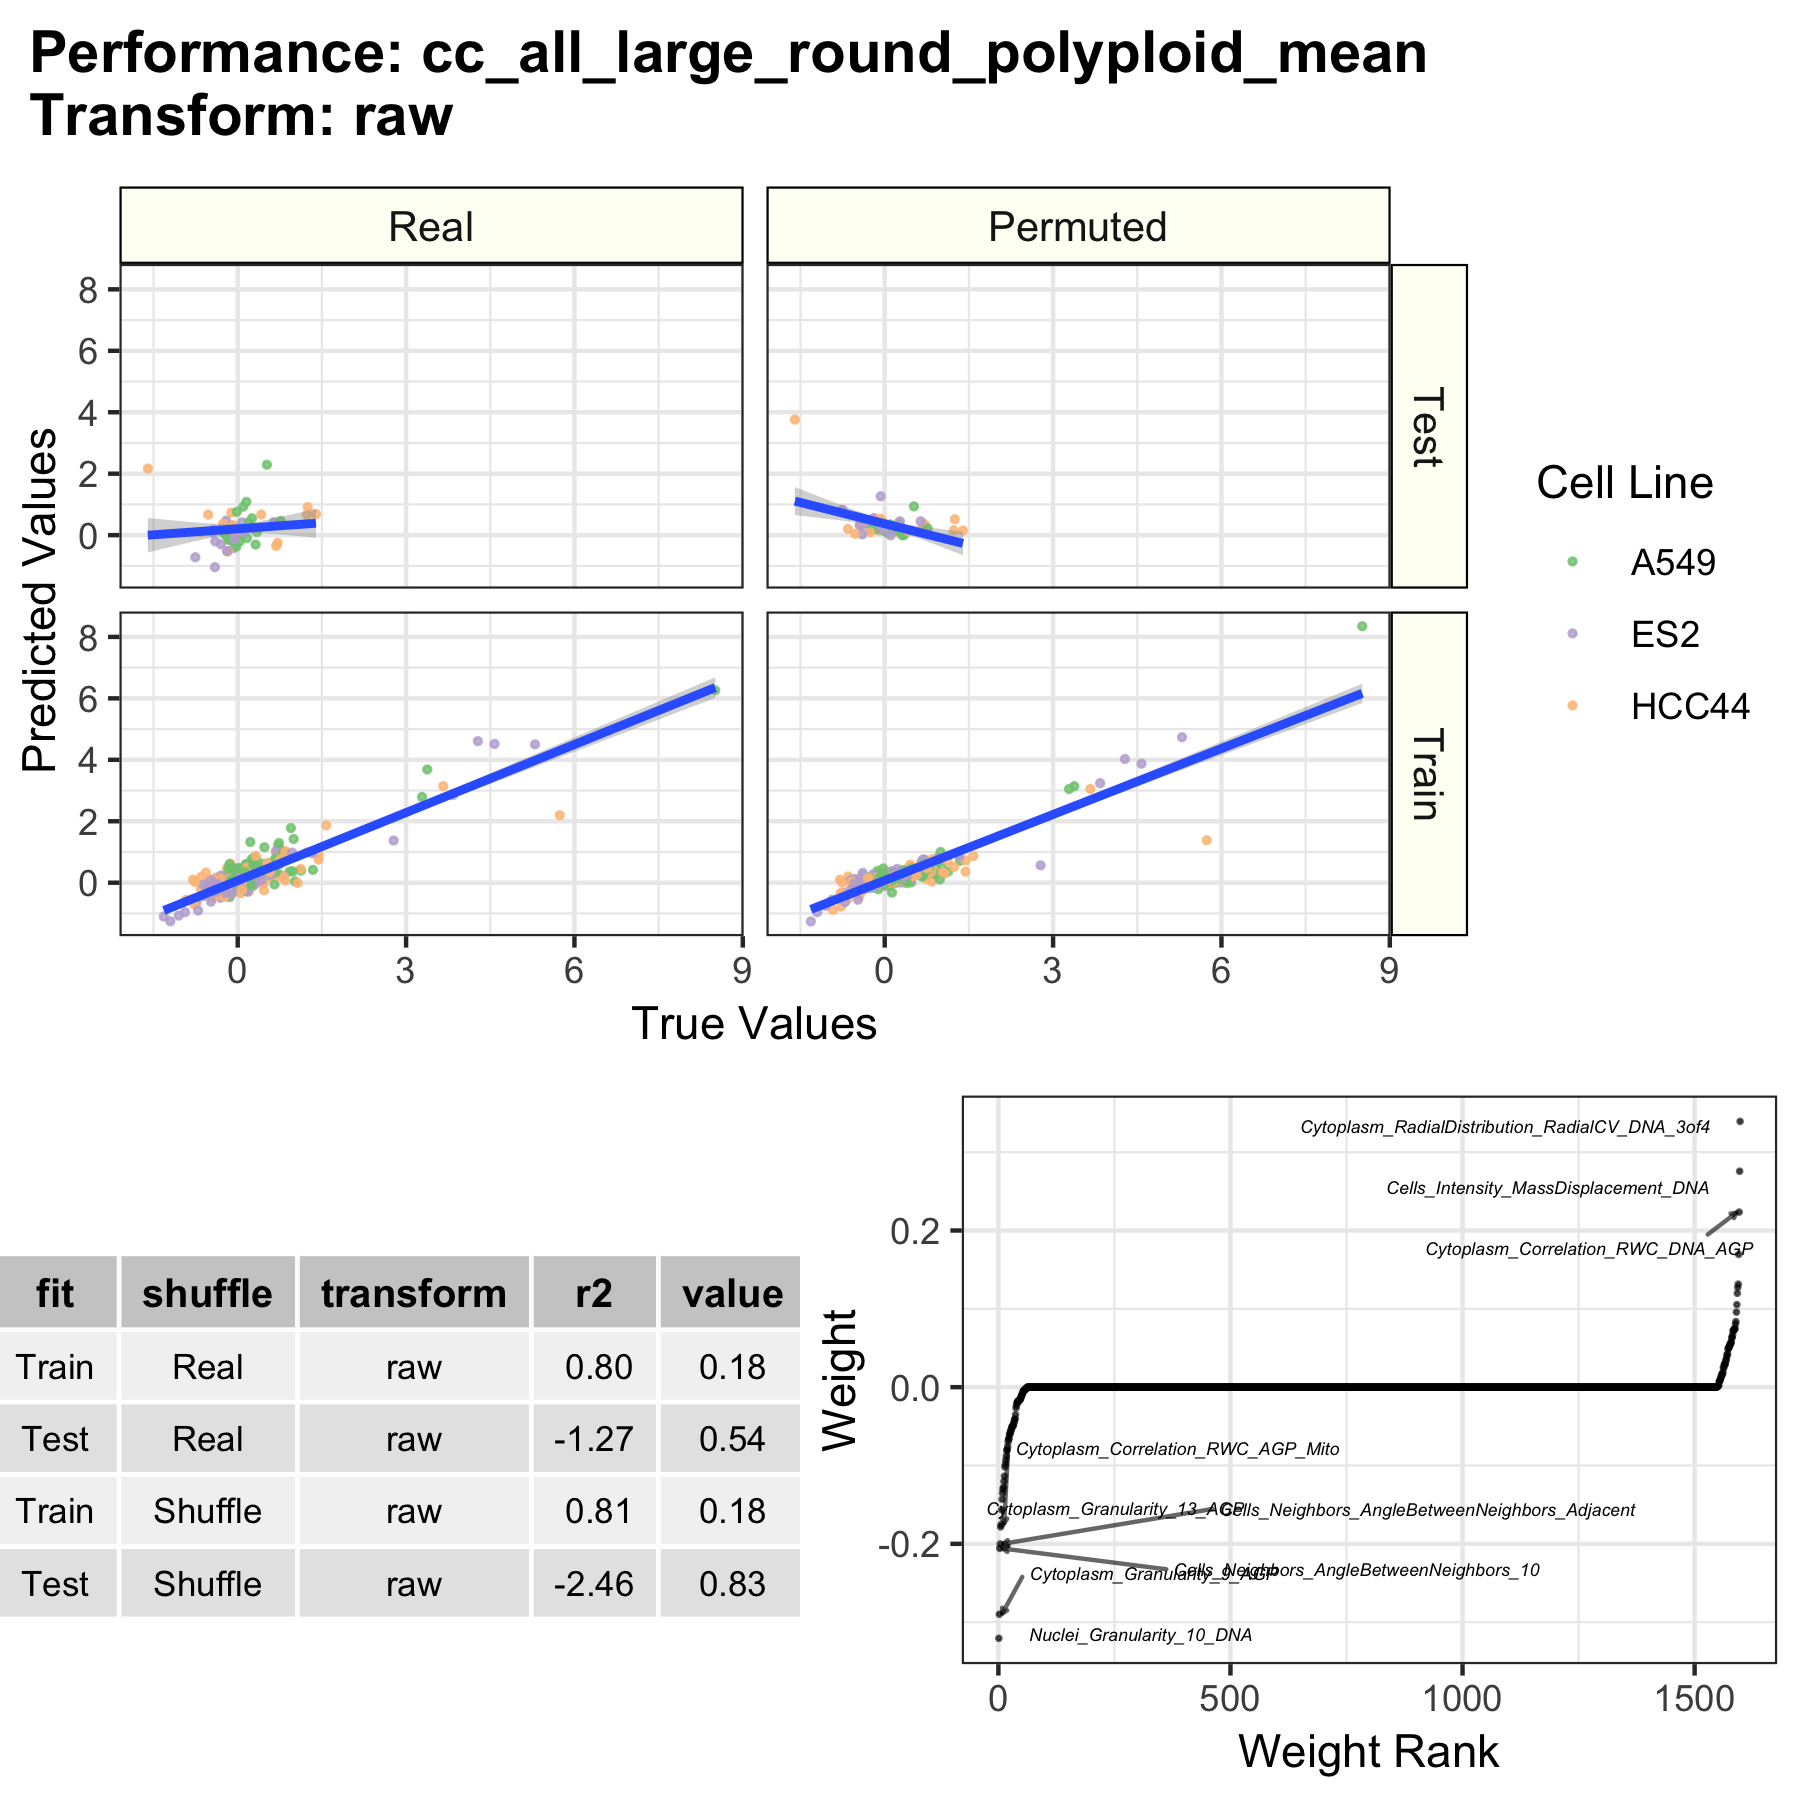 Performance: cc_all_large_round_polyploid_mean
Transform: raw
Real
Permuted
8
6
4
2
0
Test
8
6
4
2
0
Train
Predicted Values
0
3
6
9
0
3
6
9
True Values
Cell Line
A549
ES2
HCC44
fit shuffle transform r2 value
Train Real raw 0.80 0.18
Test Real raw -1.27 0.54
Train Shuffle raw 0.81 0.18
Test Shuffle raw -2.46 0.83
Weight
0.2
0.0
-0.2
Cytoplasm_RadialDistribution_RadialCV_DNA_3of4
Cells_Intensity_MassDisplacement_DNA
Cytoplasm_Correlation_RWC_DNA_AGP
Cytoplasm_Correlation_RWC_AGP_Mito
Cytoplasm_Granularity_13_AGP
Cells_Neighbors_AngleBetweenNeighbors_Adjacent
Cells_Neighbors_AngleBetweenNeighbors_10
Cytoplasm_Granularity_9_AGP
Nuclei_Granularity_10_DNA
0
500
1000
1500
Weight Rank